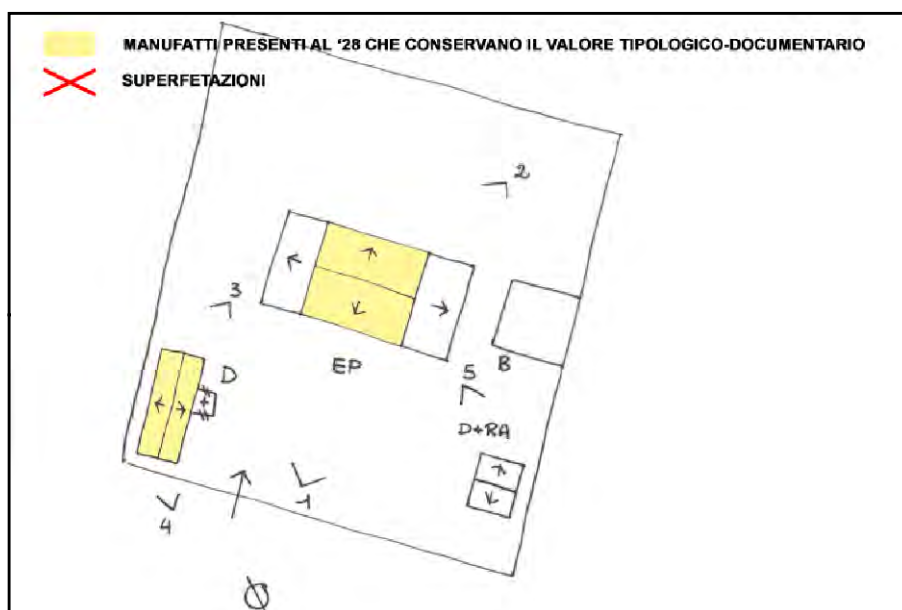 MANUFATTI PRESENTI AL '28 CHE CONSERVANO IL VALORE TIPOLOGICO-DOCUMENTARIO
SUPERFETAZIONI
2
3
EP
B
5
D
D+RA
1
4